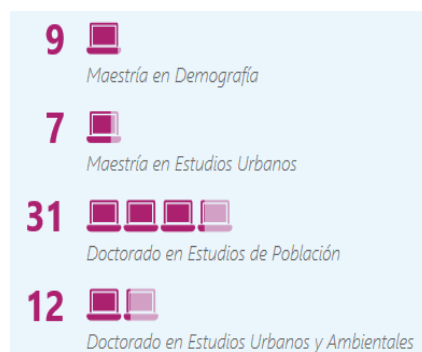 9
Maestría en Demografía
7
Maestría en Estudios Urbanos
31
Doctorado en Estudios de Población
12
Doctorado en Estudios Urbanos y Ambientales